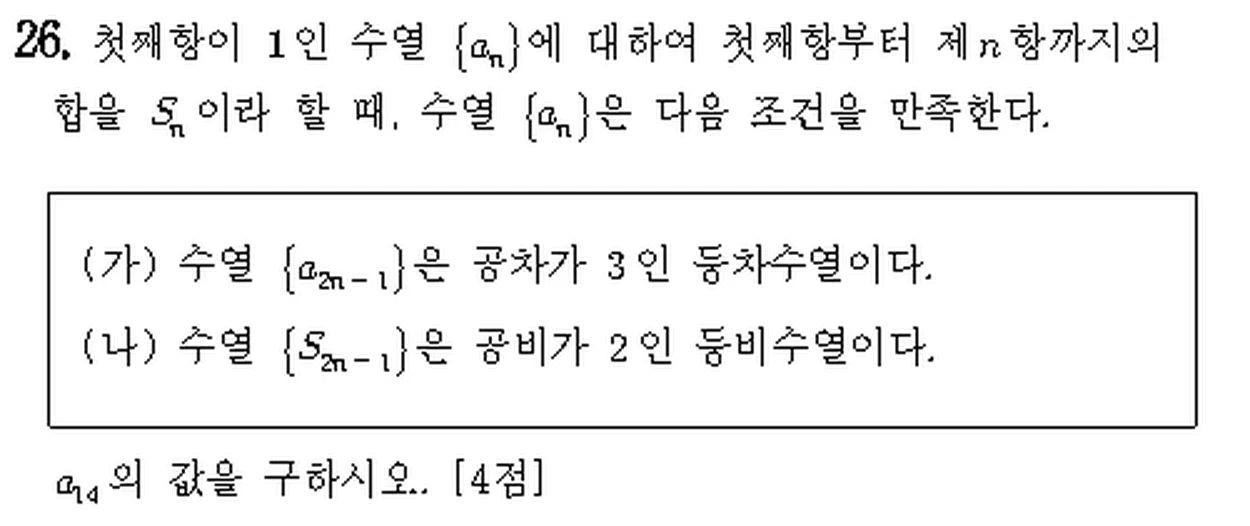 26. 첫째항이 1인 수열 {aₙ}에 대하여 첫째항부터 제n항까지의
합을 Sₙ이라 할 때, 수열 {aₙ}은 다음 조건을 만족한다.
(가) 수열 {a₂ₙ₋₁}은 공차가 3인 등차수열이다.
(나) 수열 {S₂ₙ₋₁}은 공비가 2인 등비수열이다.
a₁₄의 값을 구하시오.. [4점]